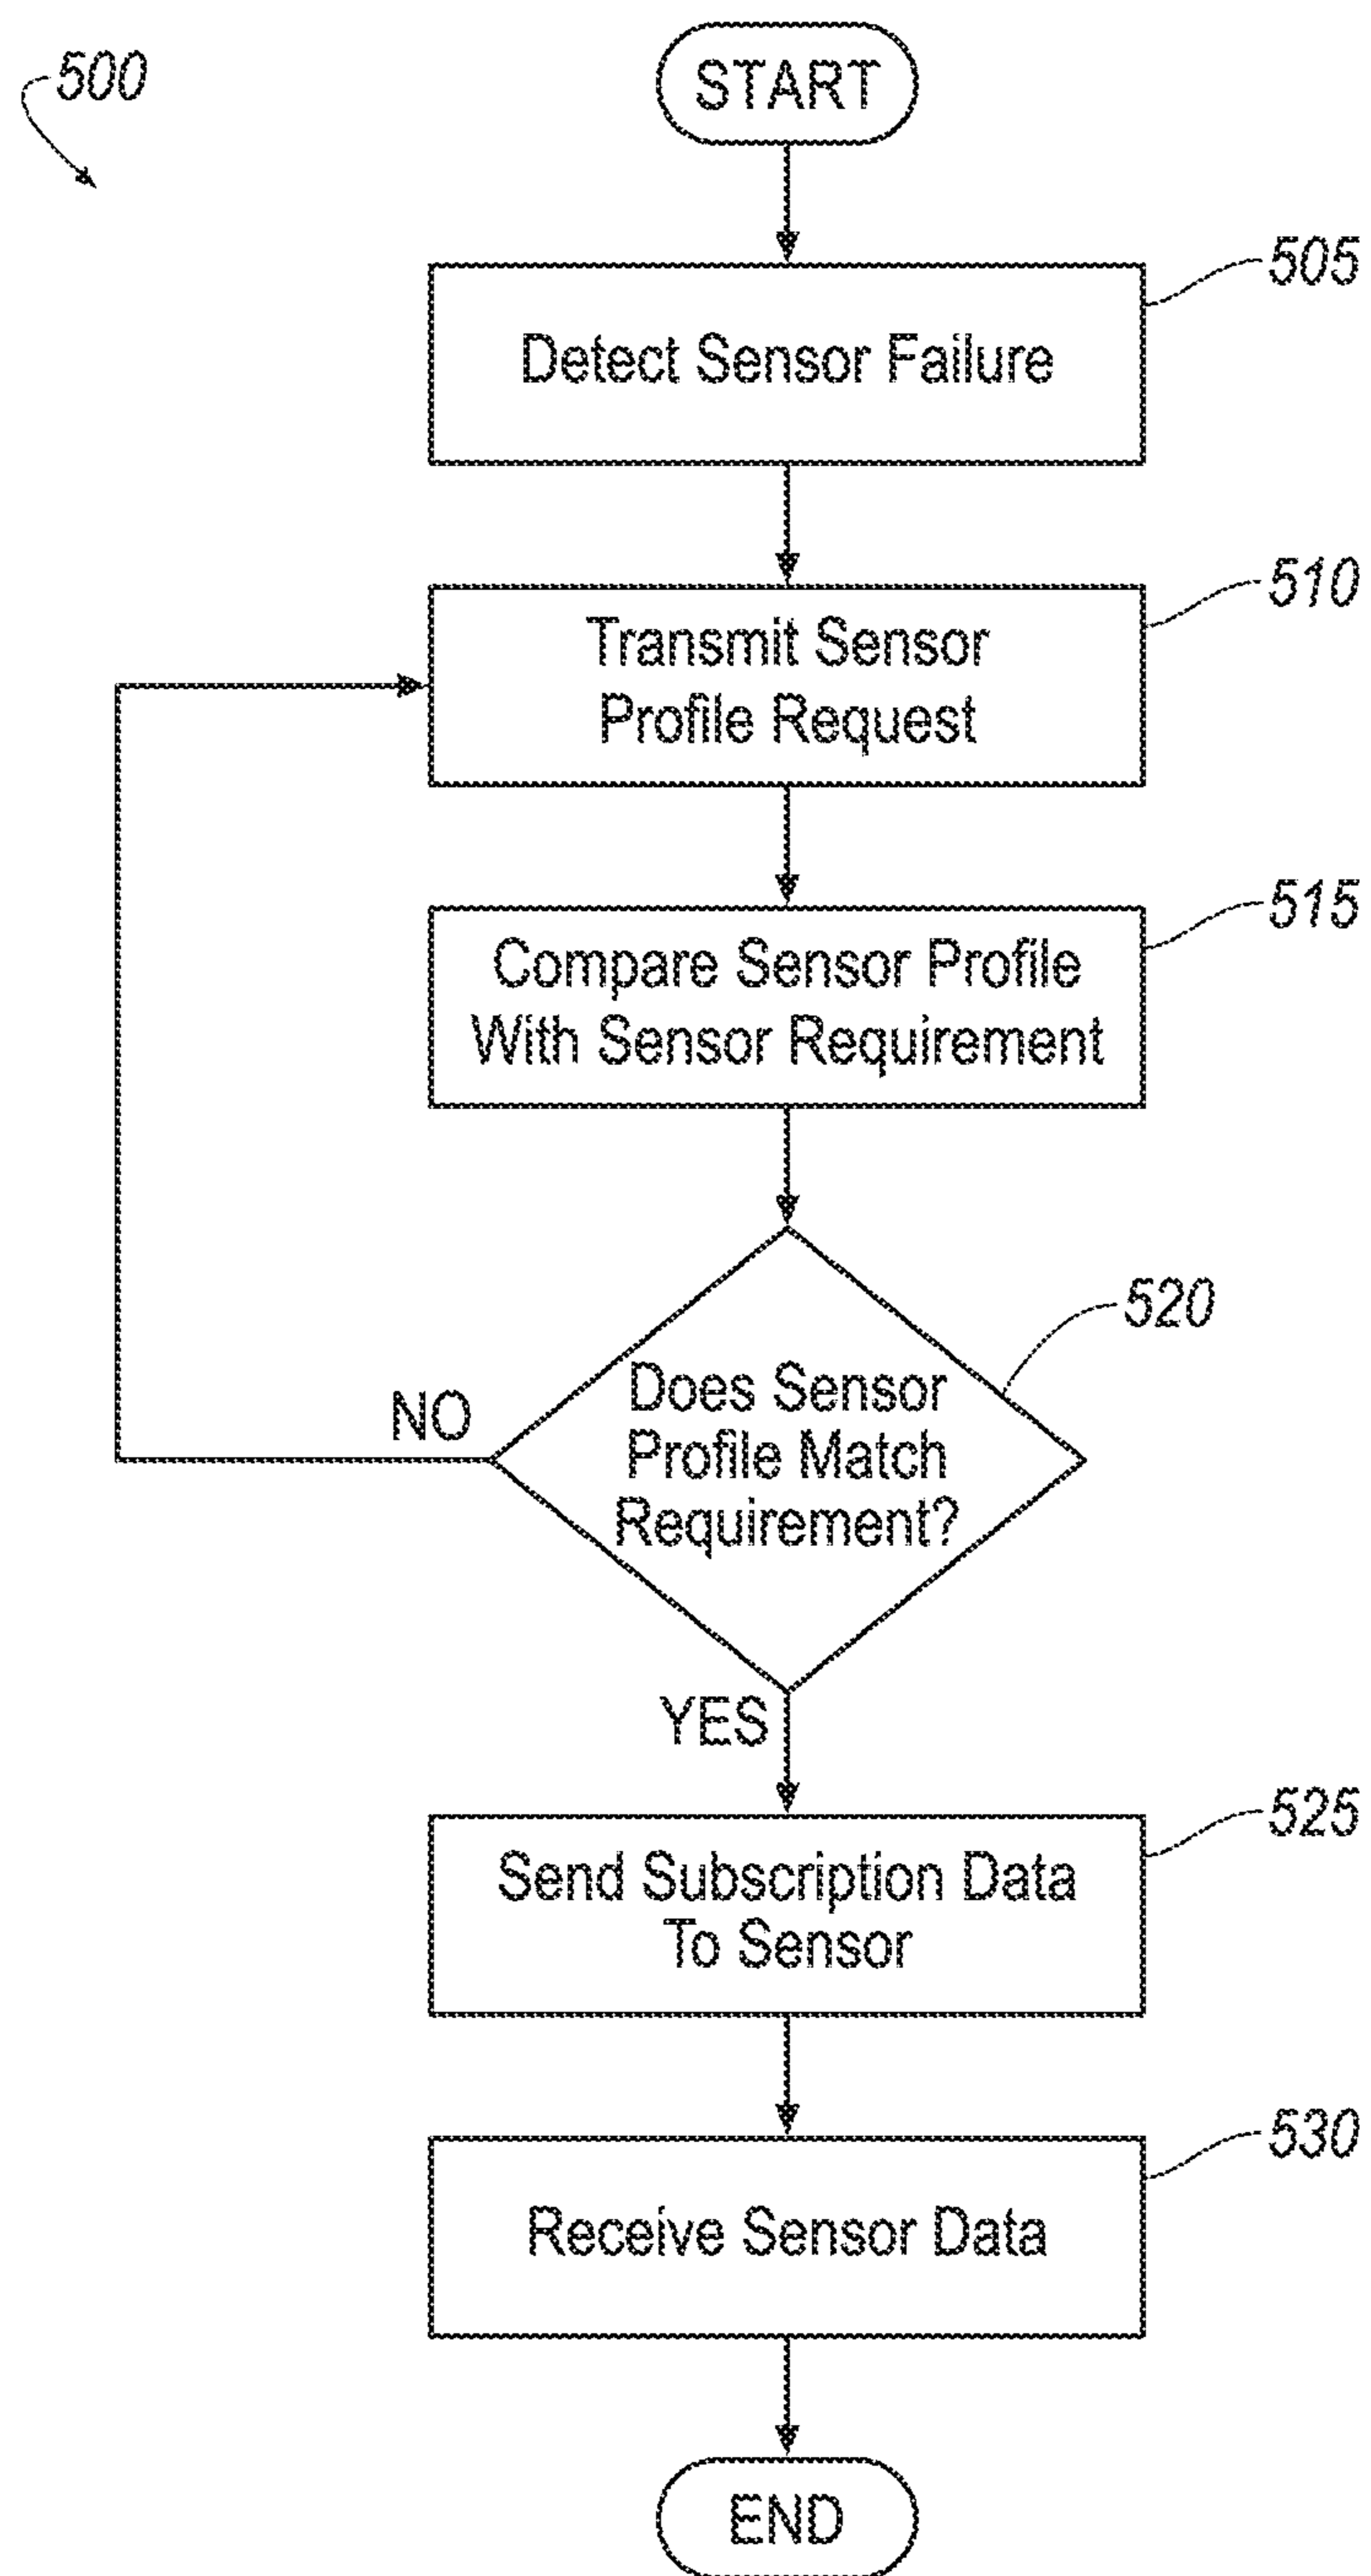 500
START
505
Detect Sensor Failure
510
Transmit Sensor
Profile Request
515
Compare Sensor Profile
With Sensor Requirement
520
Does Sensor
Profile Match
Requirement?
NO
YES
525
Send Subscription Data
To Sensor
530
Receive Sensor Data
END